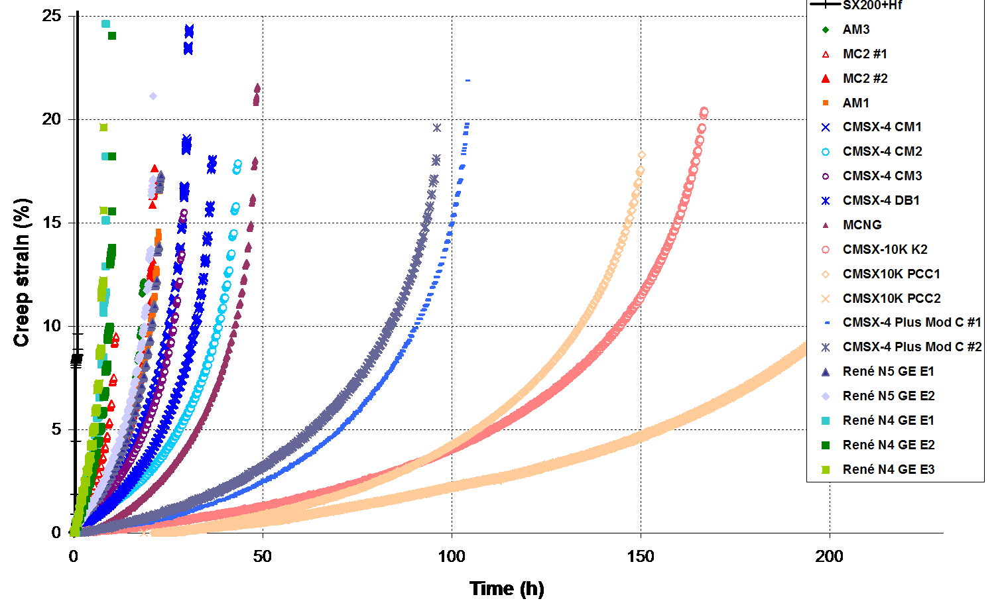 SX200+Hf
AM3
MC2 #1
MC2 #2
AM1
CMSX-4 CM1
CMSX-4 CM2
CMSX-4 CM3
CMSX-4 DB1
MCNG
CMSX-10K K2
CMSX10K PCC1
CMSX10K PCC2
CMSX-4 Plus Mod C #1
CMSX-4 Plus Mod C #2
René N5 GE E1
René N5 GE E2
René N4 GE E1
René N4 GE E2
René N4 GE E3
Creep strain (%)
25
20
15
10
5
0
0
50
100
150
200
Time (h)